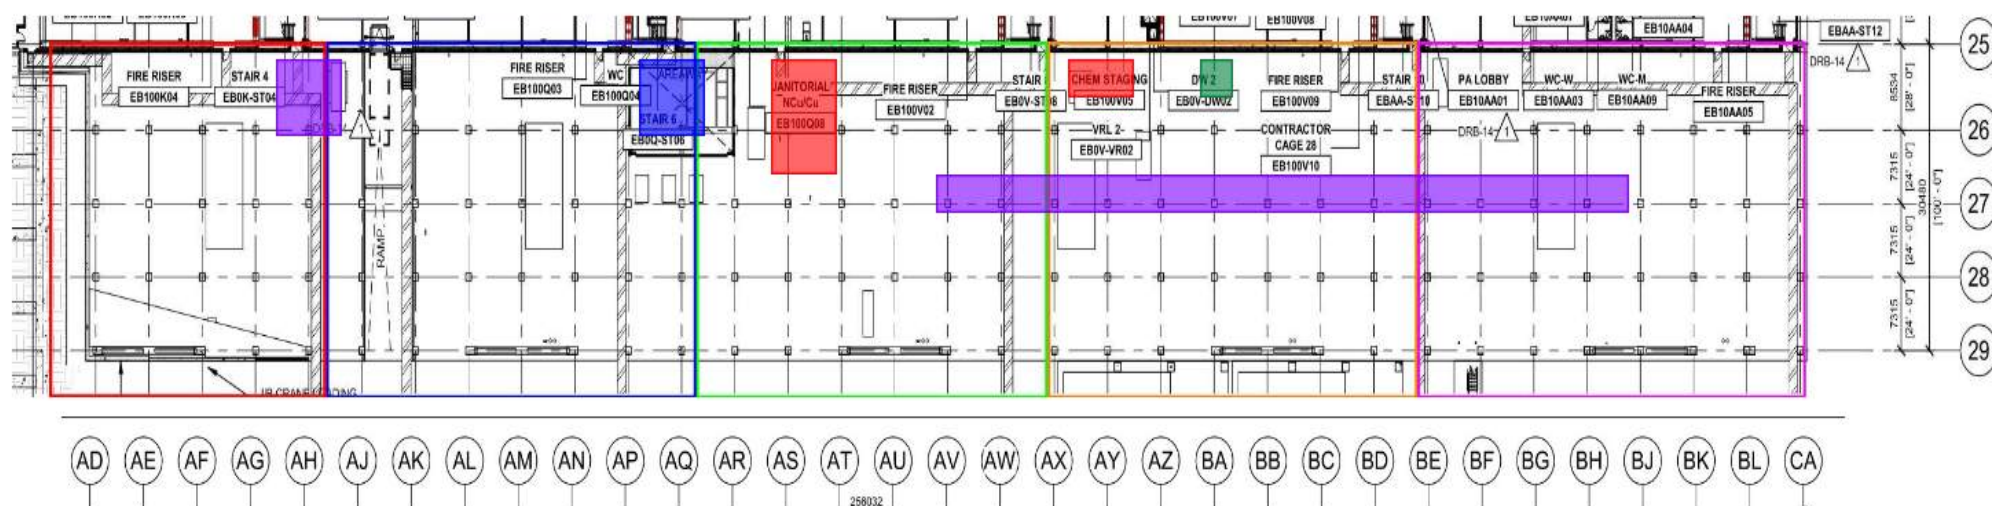 EB100V07
EB100V08
EB10AA04
EBAA-ST12
25
DRB-14
1
FIRE RISER
EB100K04
STAIR 4
EB0K-ST04
FIRE RISER
EB100Q03
WC
EB100Q04
AREAWAY
STAIR 6
EB0Q-ST06
JANITORIAL
NCu/Cu
EB100Q08
FIRE RISER
EB100V02
STAIR
EB0V-ST08
CHEM STAGING
EB100V05
DW 2
EB0V-DW02
FIRE RISER
EB100V09
EBAA-ST10
PA LOBBY
EB10AA01
WC-W
EB10AA03
WC-M
EB10AA09
FIRE RISER
EB10AA05
8534
[28' - 0"]
1
DRB-14
1
26
VRL 2
EB0V-VR02
CONTRACTOR
CAGE 28
EB100V10
7315
[24' - 0"]
30480
[100' - 0"]
27
RAMP
7315
[24' - 0"]
28
7315
[24' - 0"]
29
AD AE AF AG AH AJ AK AL AM AN AP AQ AR AS AT AU AV AW AX AY AZ BA BB BC BD BE BF BG BH BJ BK BL CA
256032